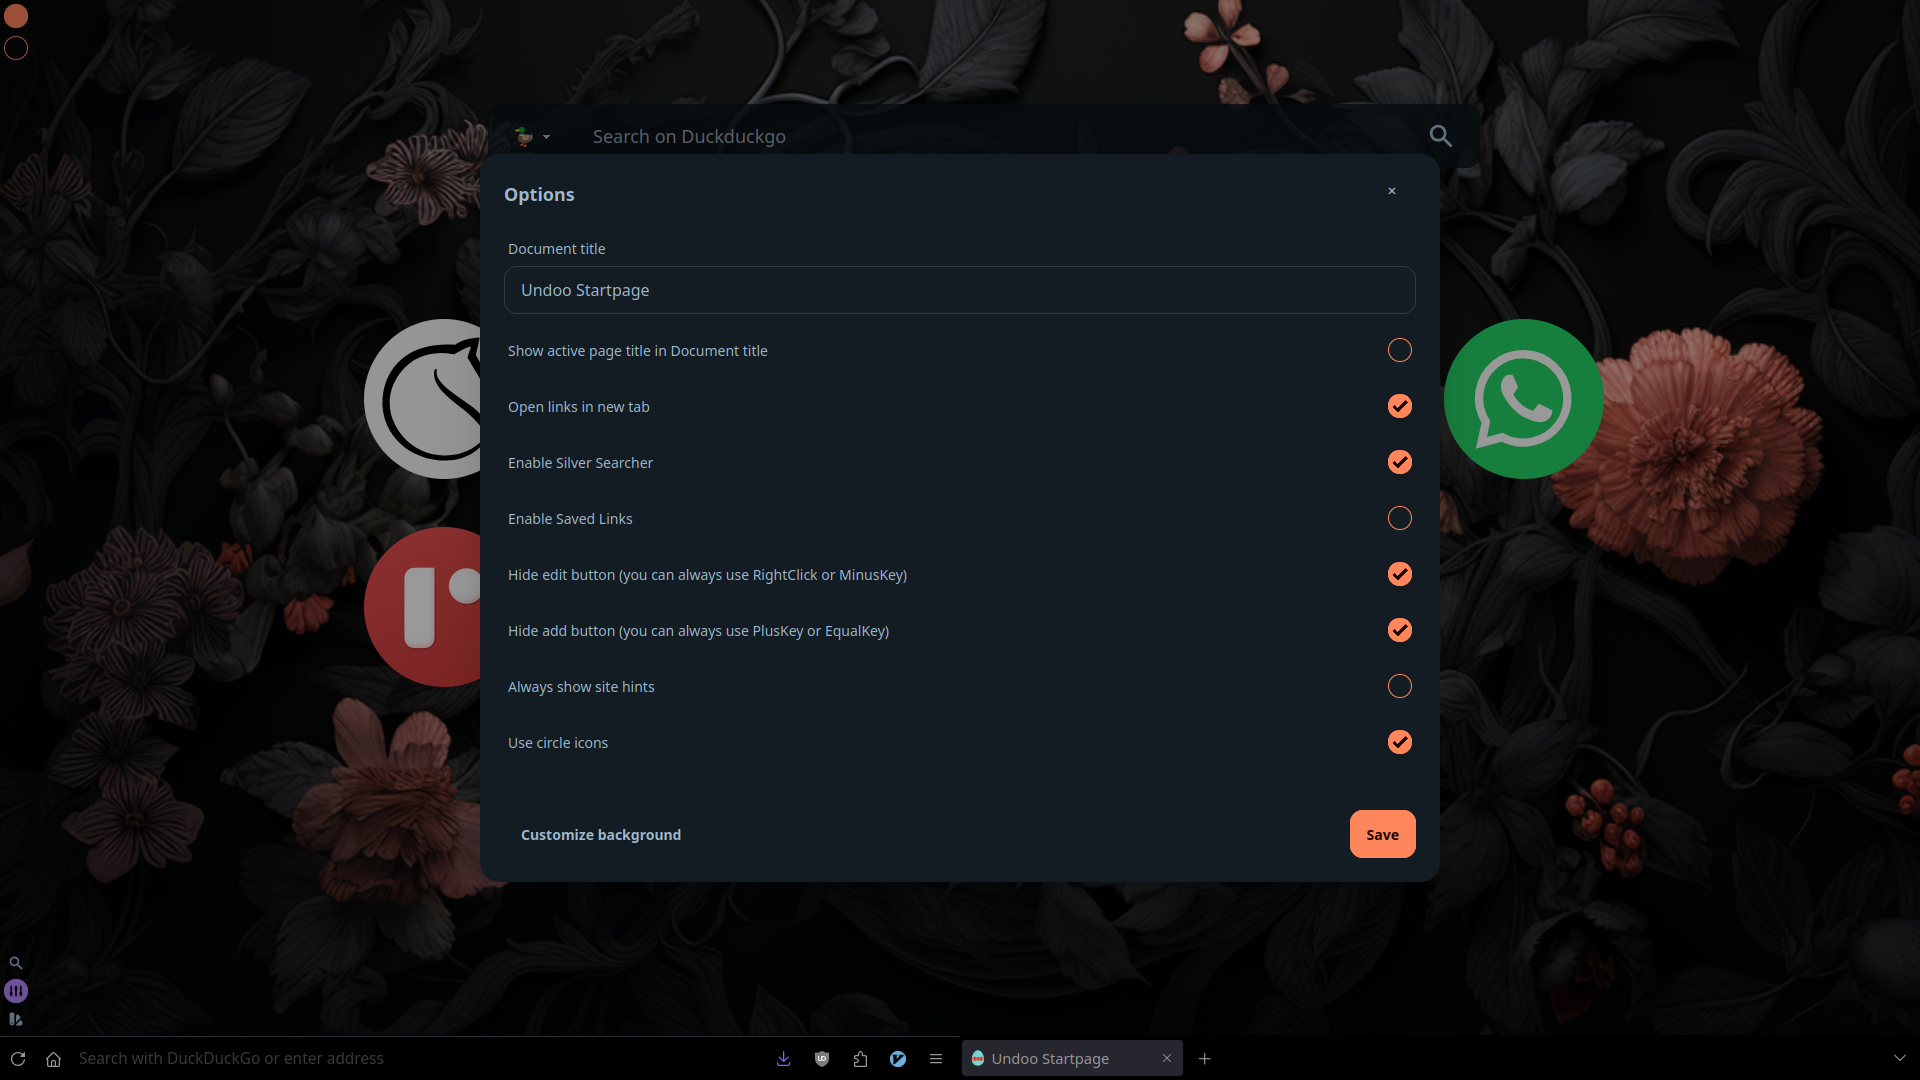 Search on Duckduckgo
Options
×
Document title
Undoo Startpage
Show active page title in Document title
Open links in new tab
Enable Silver Searcher
Enable Saved Links
Hide edit button (you can always use RightClick or MinusKey)
Hide add button (you can always use PlusKey or EqualKey)
Always show site hints
Use circle icons
Customize background
Save
Search with DuckDuckGo or enter address
Undoo Startpage